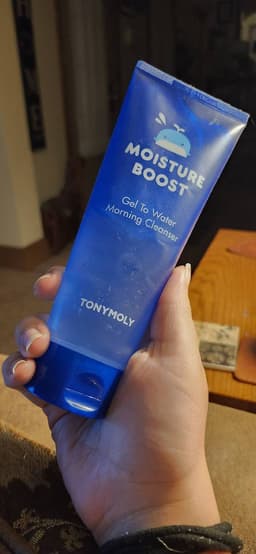 MOISTURE
BOOST
Gel To Water
Morning Cleanser
TONYMOLY